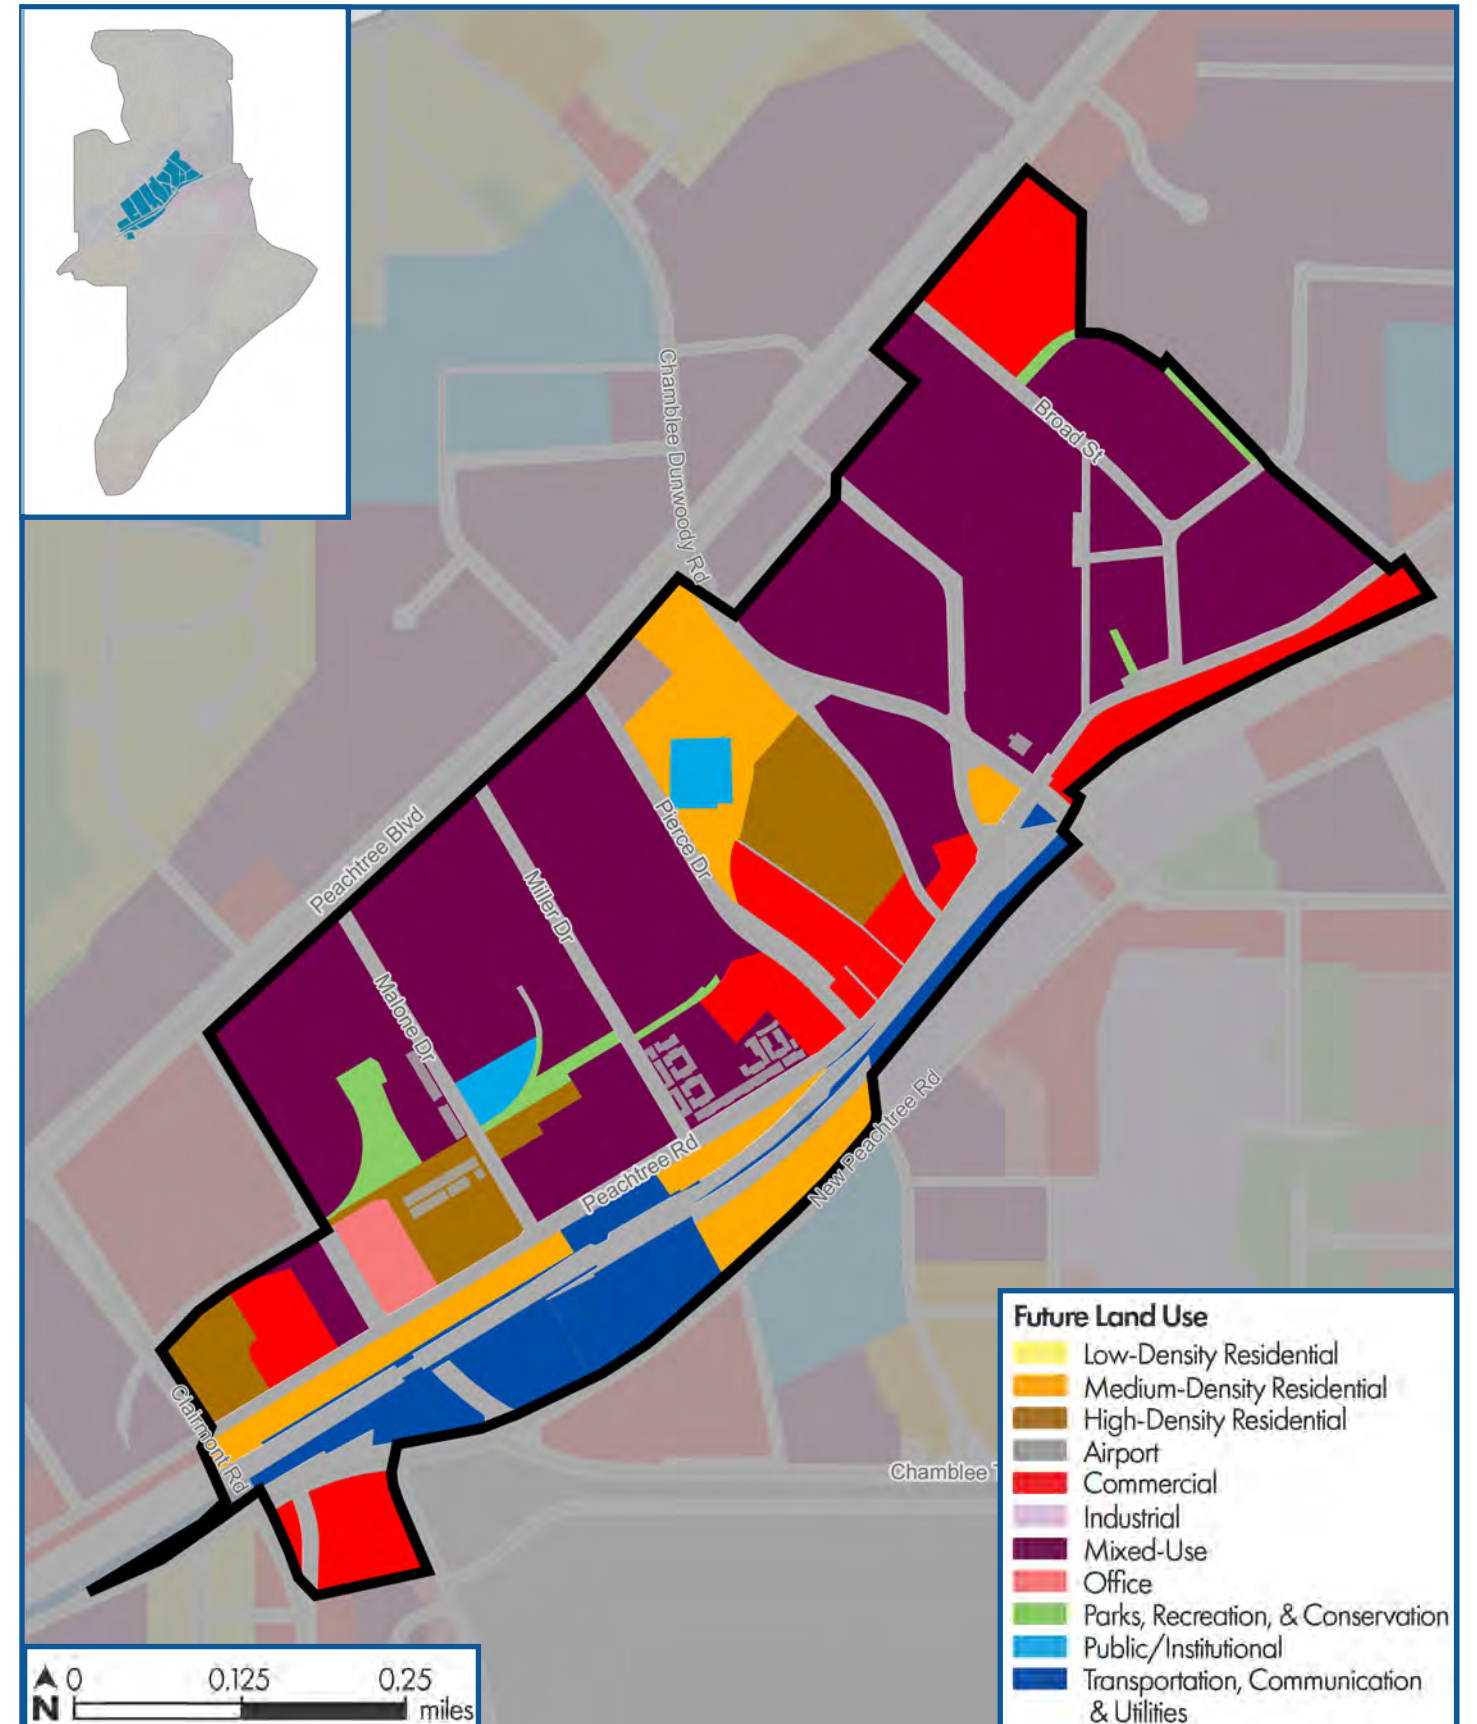 Chamblee Dunwoody Rd
Broad St
Peachtree Blvd
Pierce Dr
Miller Dr
Malone Dr
Peachtree Rd
New Peachtree Rd
Clairmont Rd
Chamblee
Future Land Use
Low-Density Residential
Medium-Density Residential
High-Density Residential
Airport
Commercial
Industrial
Mixed-Use
Office
Parks, Recreation, & Conservation
Public/Institutional
Transportation, Communication
& Utilities
N
0 0.125 0.25
miles